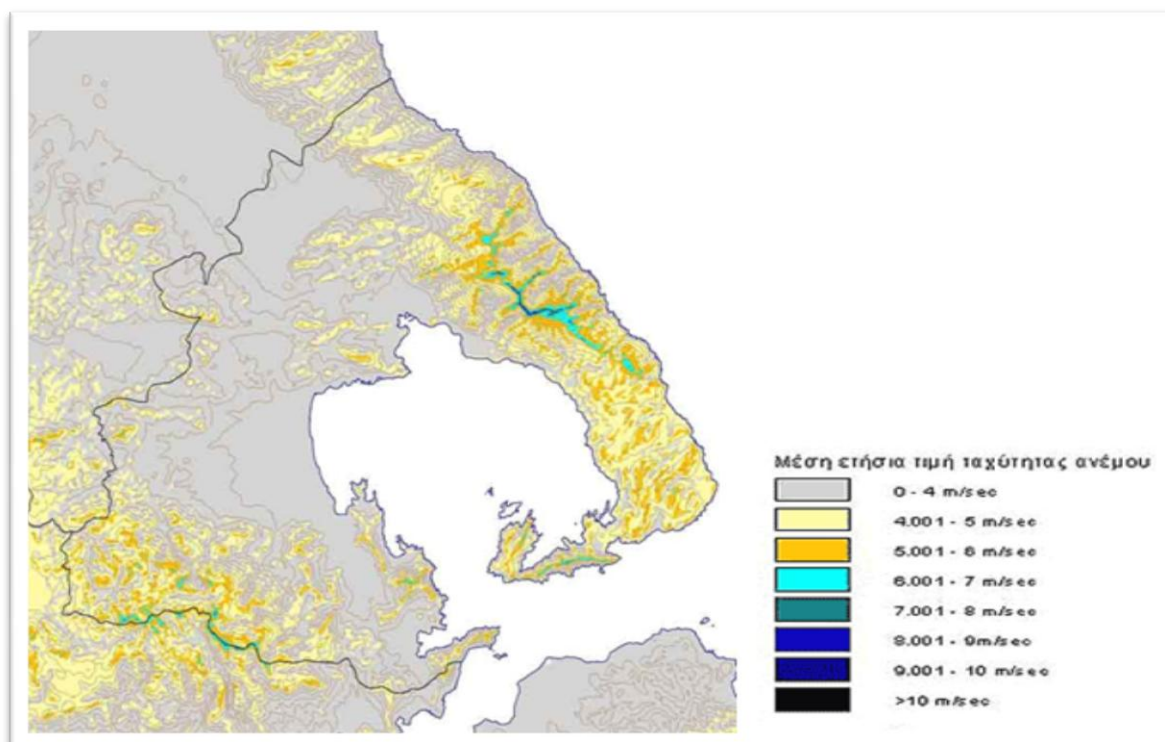 Μέση ετήσια τιμή ταχύτητας ανέμου
0 - 4 m/sec
4.001 - 5 m/sec
5.001 - 6 m/sec
6.001 - 7 m/sec
7.001 - 8 m/sec
8.001 - 9m/sec
9.001 - 10 m/sec
>10 m/sec